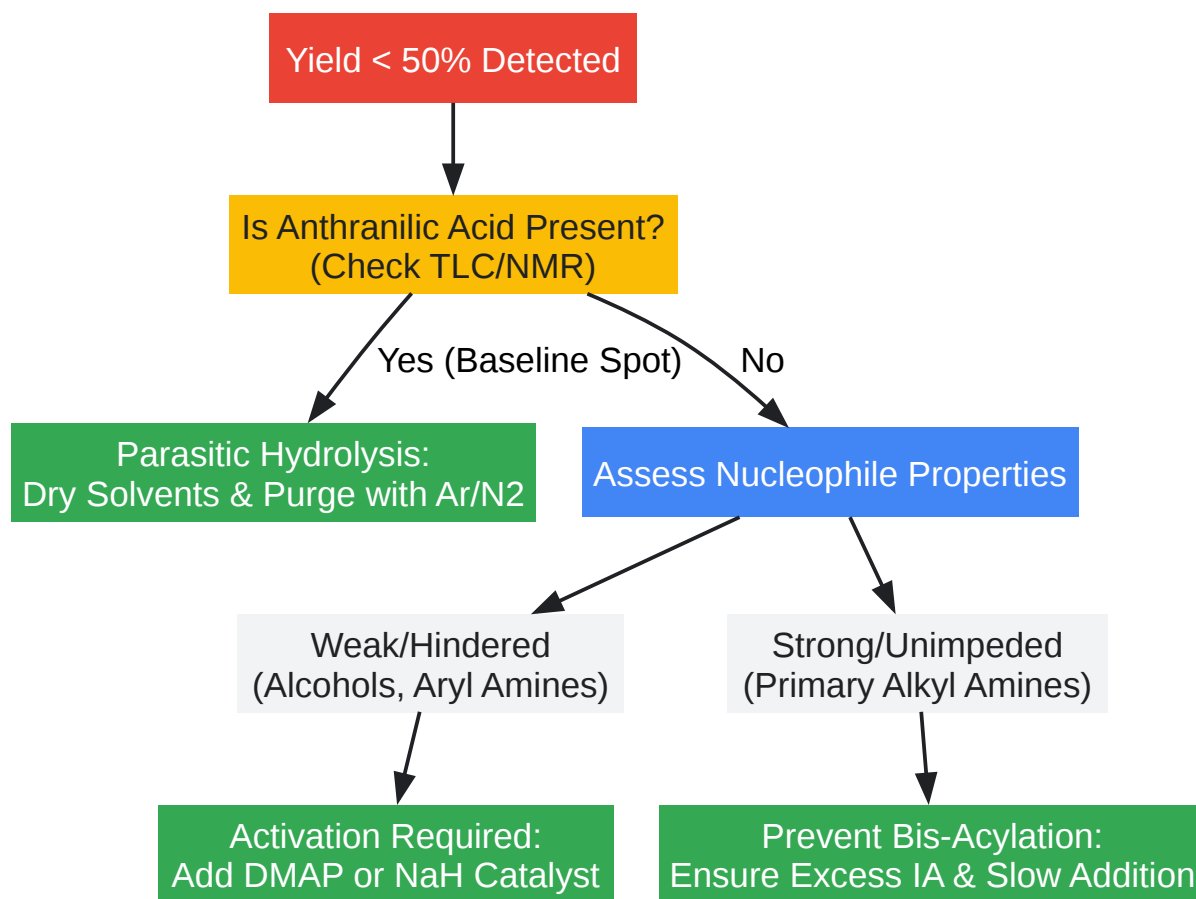 Yield < 50% Detected
Is Anthranilic Acid Present?
(Check TLC/NMR)
Yes (Baseline Spot)
No
Parasitic Hydrolysis:
Dry Solvents & Purge with Ar/N2
Assess Nucleophile Properties
Weak/Hindered
(Alcohols, Aryl Amines)
Strong/Unimpeded
(Primary Alkyl Amines)
Activation Required:
Add DMAP or NaH Catalyst
Prevent Bis-Acylation:
Ensure Excess IA & Slow Addition